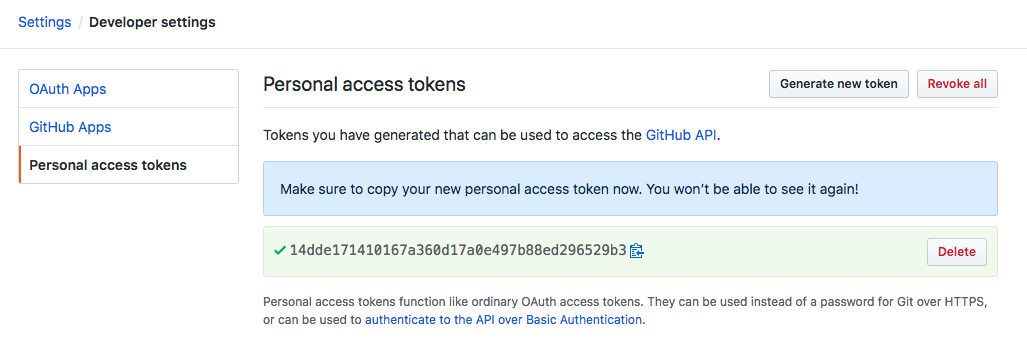 Settings / Developer settings
OAuth Apps
GitHub Apps
Personal access tokens
Personal access tokens
Generate new token
Revoke all
Tokens you have generated that can be used to access the GitHub API.
Make sure to copy your new personal access token now. You won’t be able to see it again!
14dde171410167a360d17a0e497b88ed296529b3
Delete
Personal access tokens function like ordinary OAuth access tokens. They can be used instead of a password for Git over HTTPS,
or can be used to authenticate to the API over Basic Authentication.